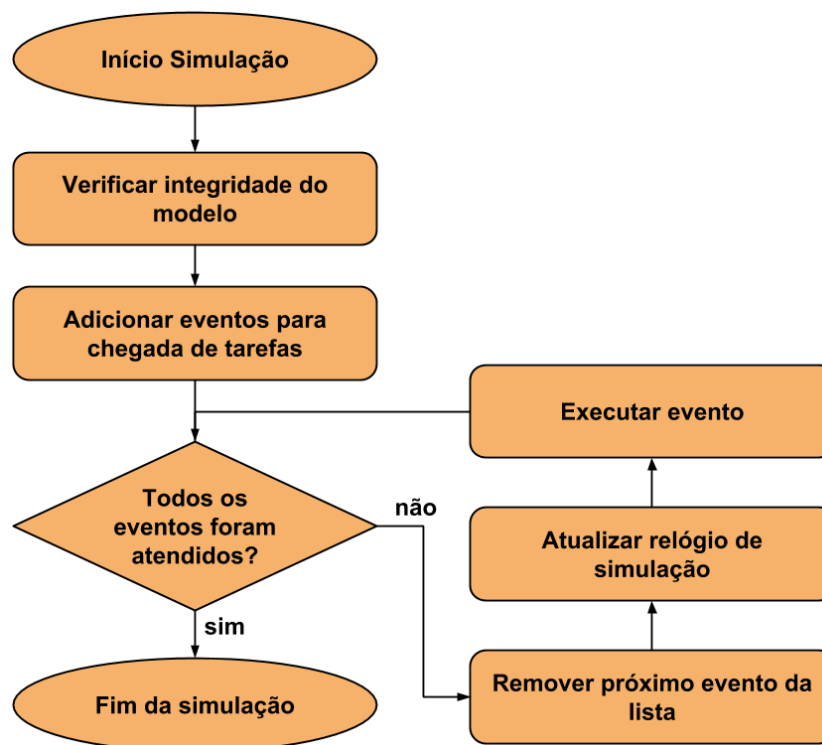 Início Simulação
Verificar integridade do
modelo
Adicionar eventos para
chegada de tarefas
Todos os
eventos foram
atendidos?
sim
Fim da simulação
não
Remover próximo evento da
lista
Atualizar relógio de
simulação
Executar evento